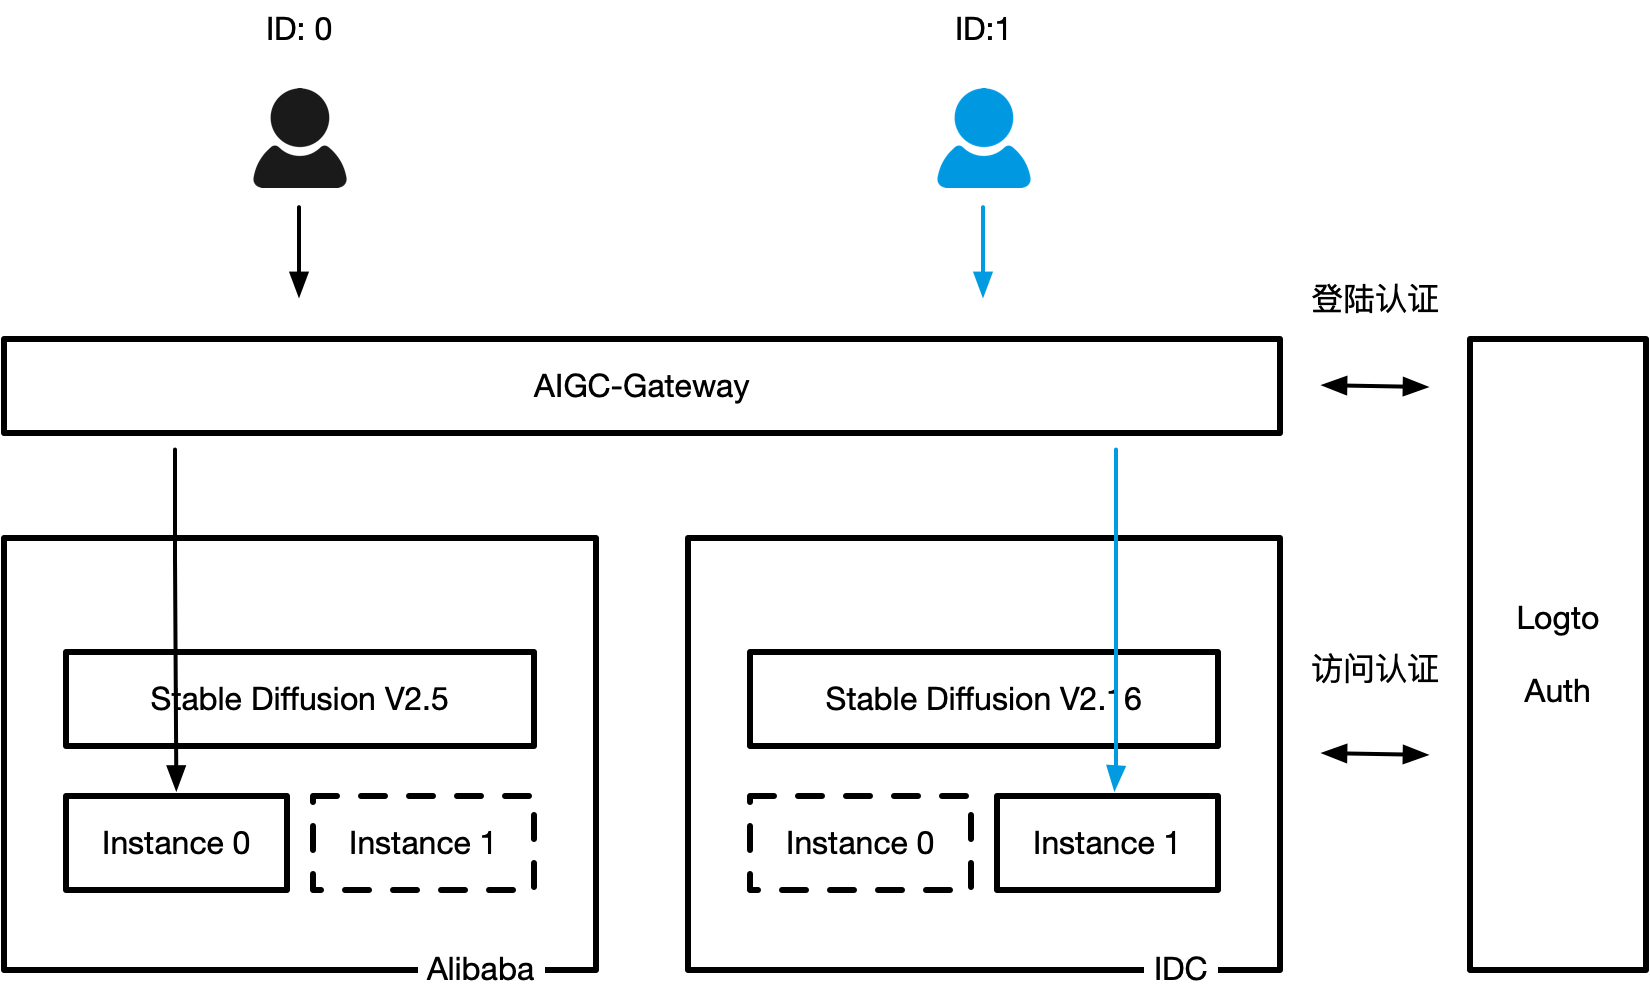 ID: 0
ID:1
登陆认证
AIGC-Gateway
Logto
Auth
访问认证
Stable Diffusion V2.5
Stable Diffusion V2.16
Instance 0
Instance 1
Instance 0
Instance 1
Alibaba
IDC